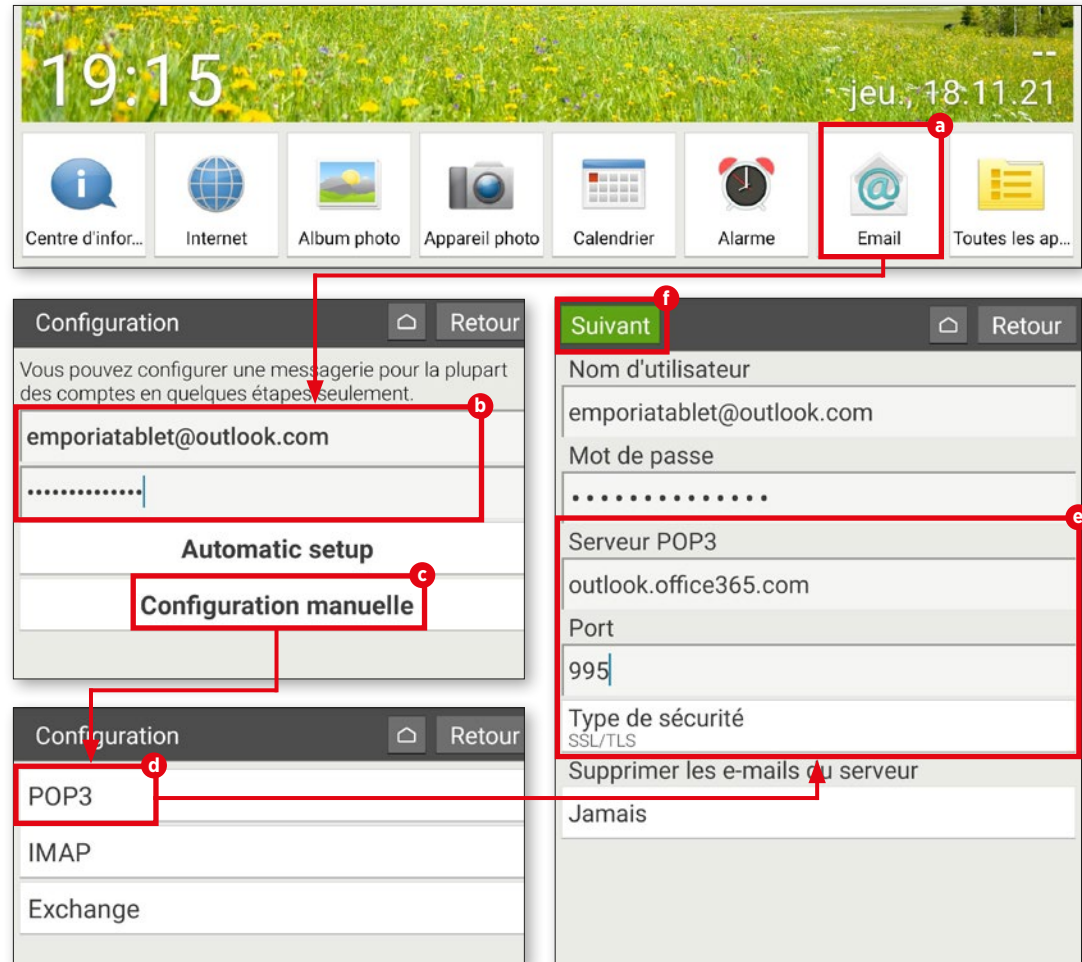 19:15
--
jeu., 18.11.21
a
Centre d'infor...
Internet
Album photo
Appareil photo
Calendrier
Alarme
Email
Toutes les ap...
Configuration
Retour
Vous pouvez configurer une messagerie pour la plupart
des comptes en quelques étapes seulement.
b
emporiatablet@outlook.com
••••••••••••••
Automatic setup
c
Configuration manuelle
Configuration
Retour
d
POP3
IMAP
Exchange
f
Suivant
Retour
Nom d'utilisateur
emporiatablet@outlook.com
Mot de passe
••••••••••••••
e
Serveur POP3
outlook.office365.com
Port
995
Type de sécurité
SSL/TLS
Supprimer les e-mails du serveur
Jamais